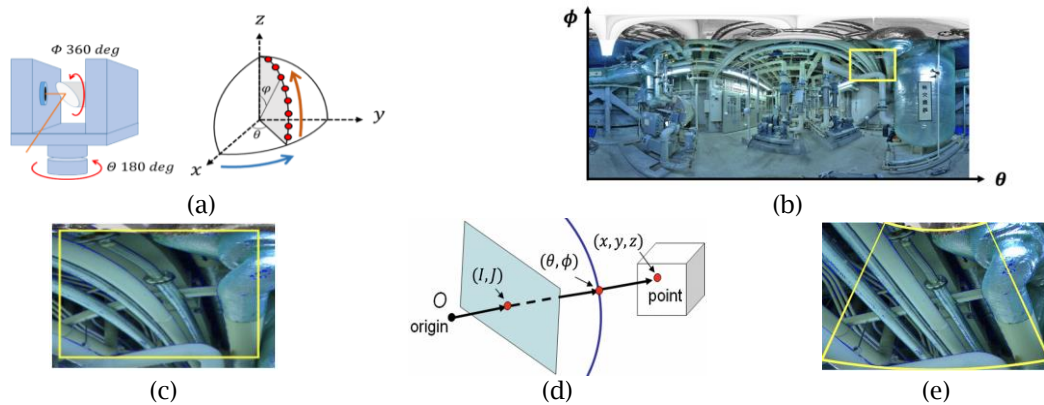 Φ 360 deg
Θ 180 deg
z
φ
θ
y
x
(a)
ϕ
θ
(b)
(c)
O
origin
(I,J)
(θ,ϕ)
(x,y,z)
point
(d)
(e)